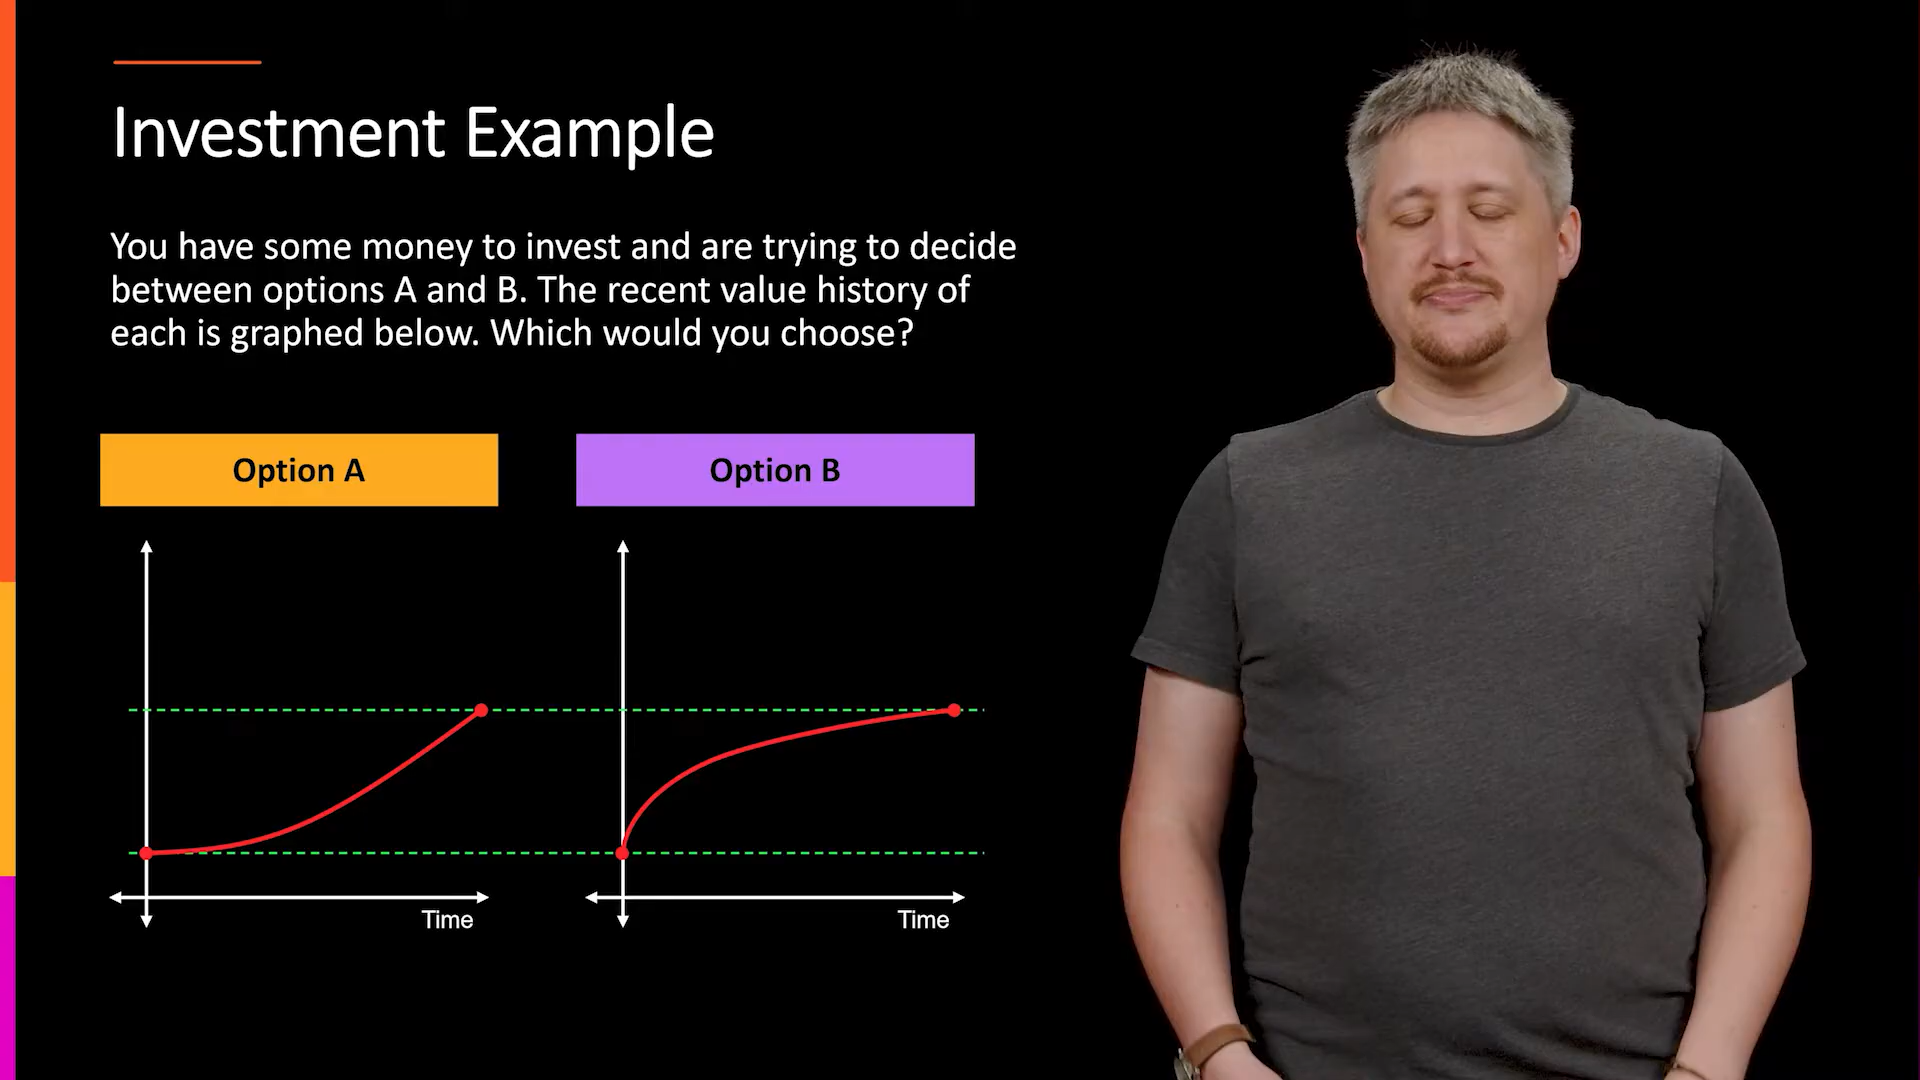 Investment Example
You have some money to invest and are trying to decide
between options A and B. The recent value history of
each is graphed below. Which would you choose?
Option A
Option B
Time
Time